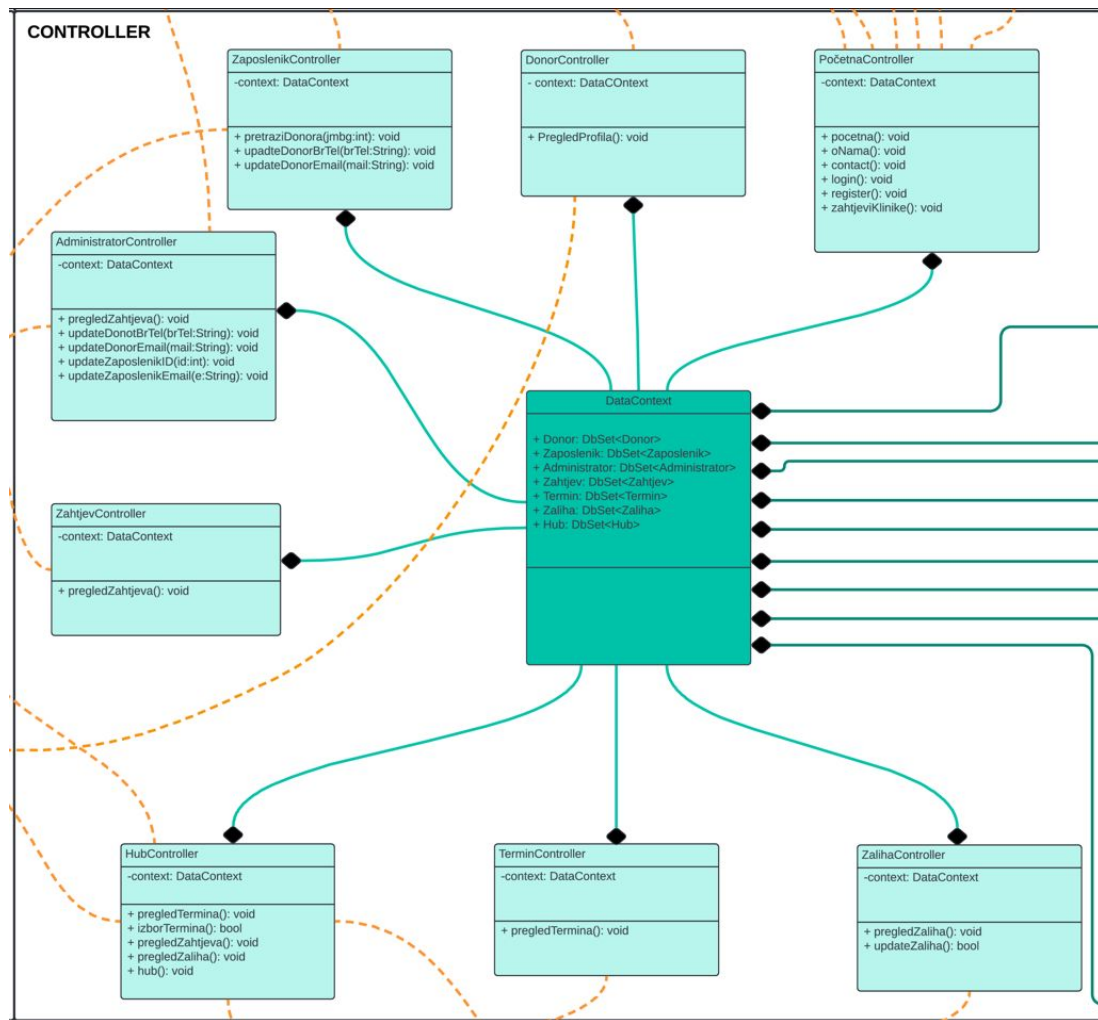 CONTROLLER
ZaposlenikController
-context: DataContext
+ pretraziDonora(jmbg:int): void
+ upadteDonorBrTel(brTel:String): void
+ updateDonorEmail(mail:String): void
DonorController
- context: DataCOntext
+ PregledProfila(): void
PočetnaController
-context: DataContext
+ pocetna(): void
+ oNama(): void
+ contact(): void
+ login(): void
+ register(): void
+ zahtjeviKlinike(): void
AdministratorController
-context: DataContext
+ pregledZahtjeva(): void
+ updateDonotBrTel(brTel:String): void
+ updateDonorEmail(mail:String): void
+ updateZaposlenikID(id:int): void
+ updateZaposlenikEmail(e:String): void
DataContext
+ Donor: DbSet<Donor>
+ Zaposlenik: DbSet<Zaposlenik>
+ Administrator: DbSet<Administrator>
+ Zahtjev: DbSet<Zahtjev>
+ Termin: DbSet<Termin>
+ Zaliha: DbSet<Zaliha>
+ Hub: DbSet<Hub>
ZahtjevController
-context: DataContext
+ pregledZahtjeva(): void
HubController
-context: DataContext
+ pregledTermina(): void
+ izborTermina(): bool
+ pregledZahtjeva(): void
+ pregledZaliha(): void
+ hub(): void
TerminController
-context: DataContext
+ pregledTermina(): void
ZalihaController
-context: DataContext
+ pregledZaliha(): void
+ updateZaliha(): bool